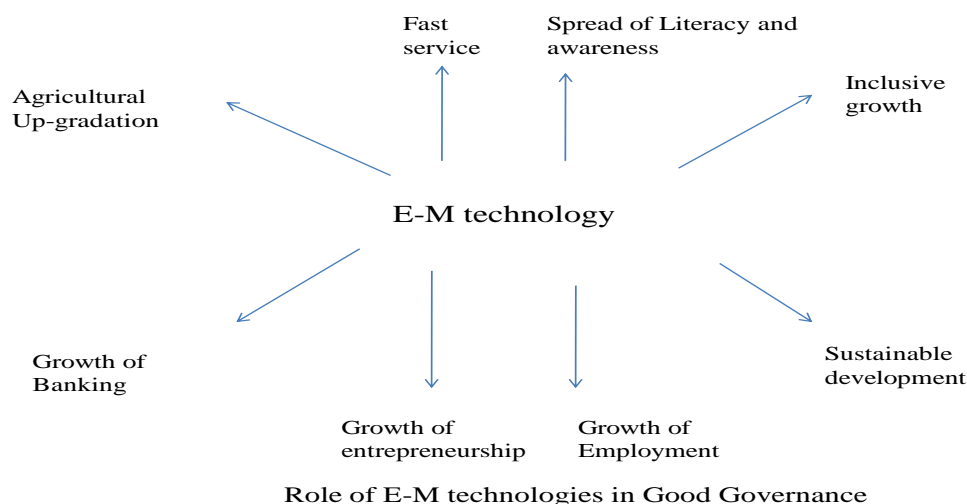 Fast
service
Spread of Literacy and
awareness
Agricultural
Up-gradation
Inclusive
growth
E-M technology
Growth of
Banking
Sustainable
development
Growth of
entrepreneurship
Growth of
Employment
Role of E-M technologies in Good Governance